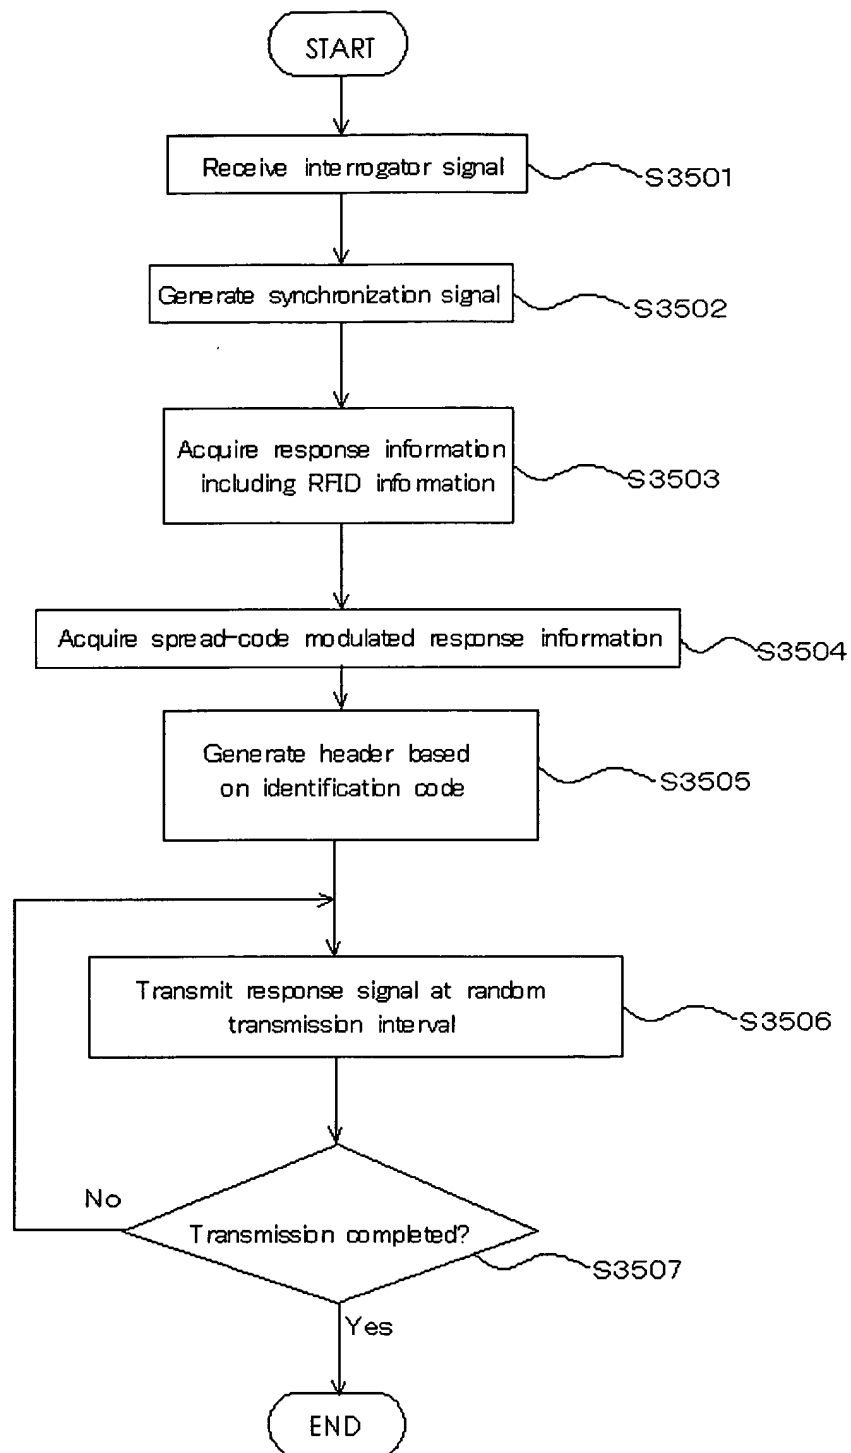 START
Receive interrogator signal
S3501
Generate synchronization signal
S3502
Acquire response information
including RFID information
S3503
Acquire spread-code modulated response information
S3504
Generate header based
on identification code
S3505
Transmit response signal at random
transmission interval
S3506
No
Transmission completed?
S3507
Yes
END